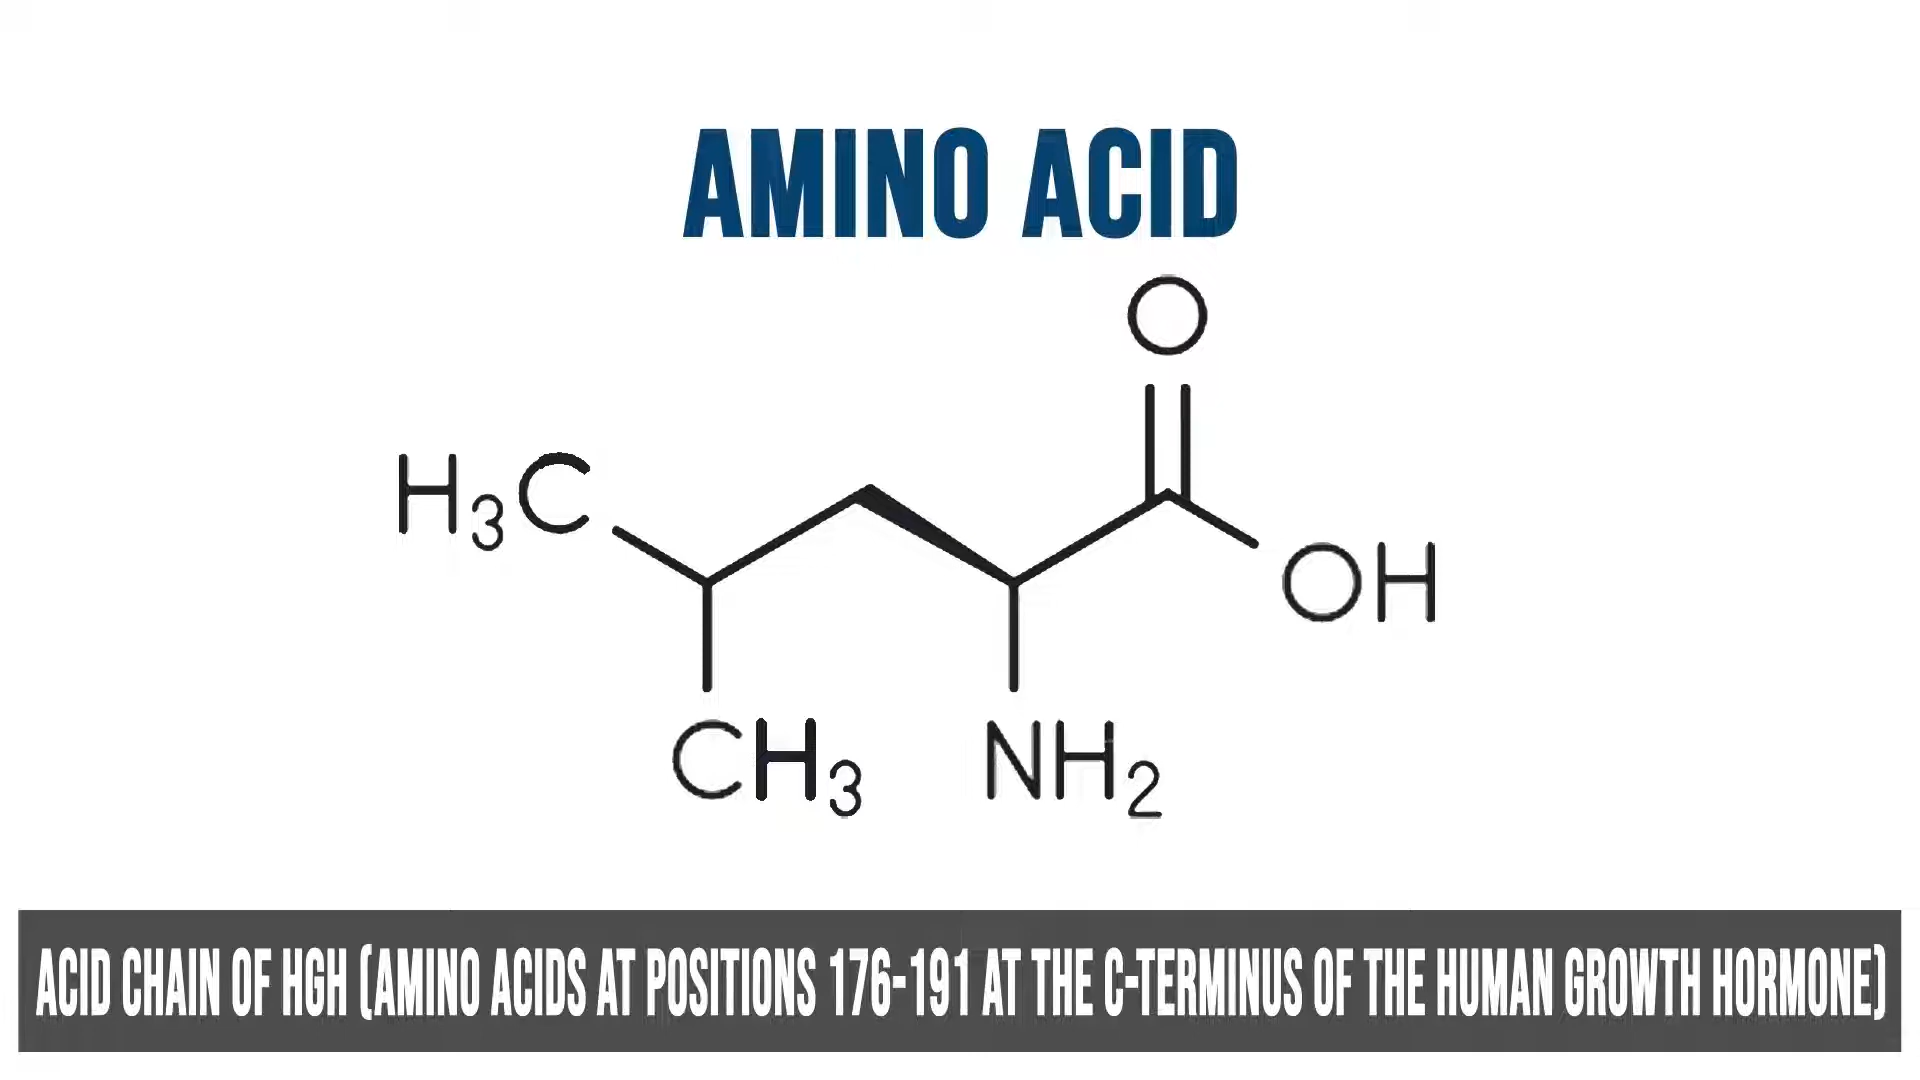 AMINO ACID
O
H₃C
OH
CH₃ NH₂
ACID CHAIN OF HGH (AMINO ACIDS AT POSITIONS 176-191 AT THE C-TERMINUS OF THE HUMAN GROWTH HORMONE)